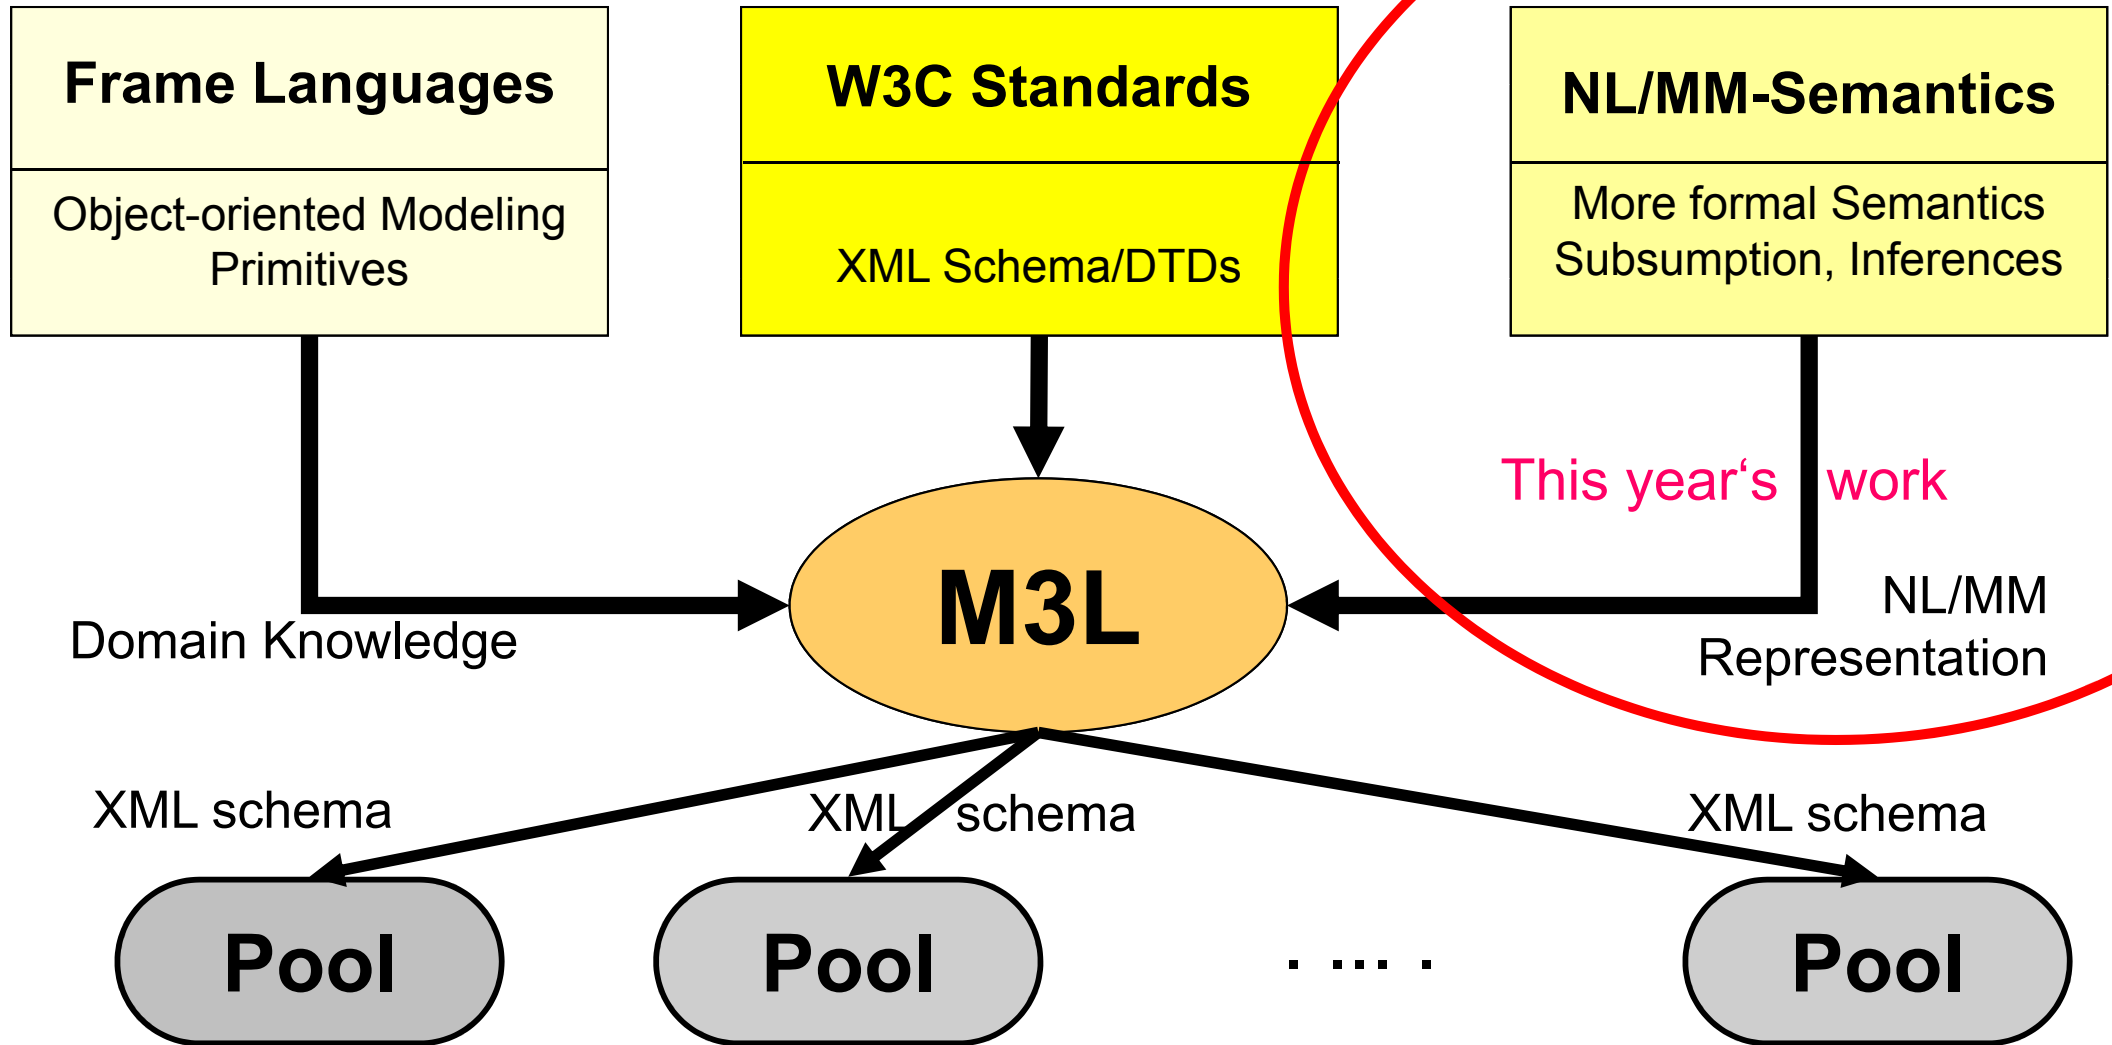 Frame Languages
Object-oriented Modeling
Primitives
W3C Standards
XML Schema/DTDs
NL/MM-Semantics
More formal Semantics
Subsumption, Inferences
This year‘s work
M3L
Domain Knowledge
NL/MM
Representation
XML schema
XML schema
XML schema
Pool
Pool
. ... .
Pool